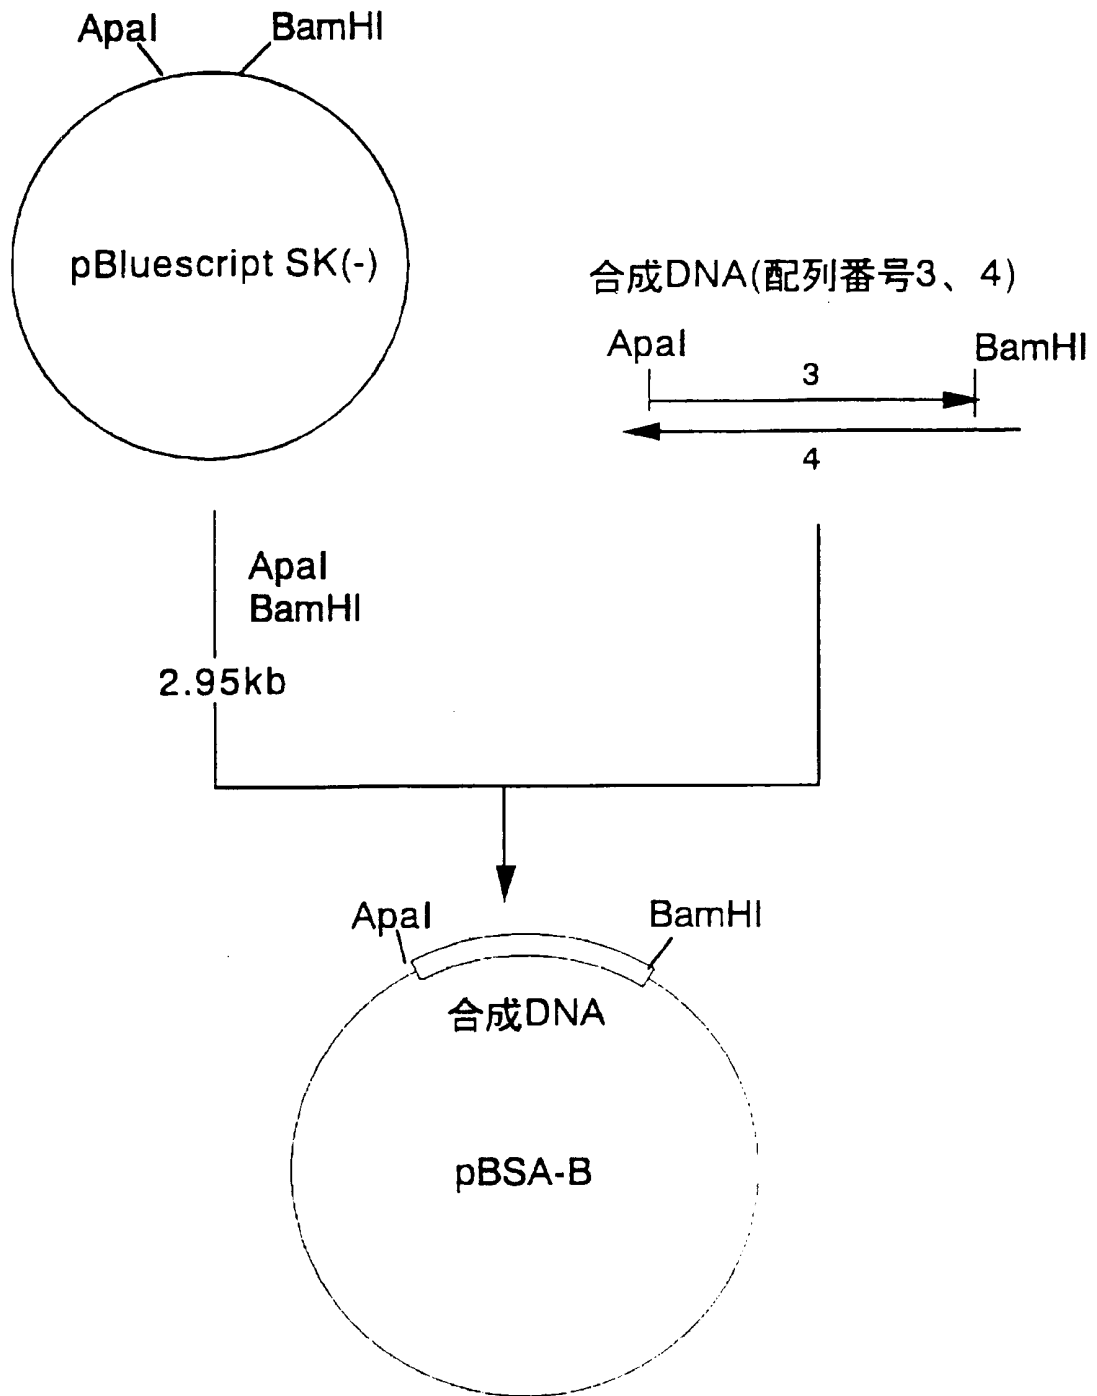 ApaI
BamHI
pBluescript SK(-)
合成DNA(配列番号3、4)
ApaI
BamHI
3
4
ApaI
BamHI
2.95kb
ApaI
BamHI
合成DNA
pBSA-B